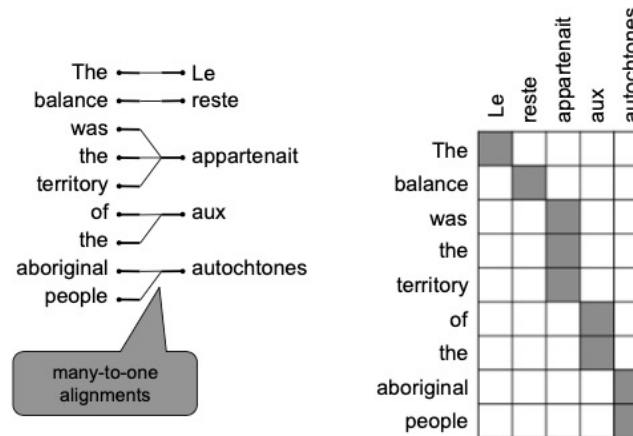 The Le
balance reste
was
the appartenait
territory
of aux
the
aboriginal autochtones
people
many-to-one
alignments
Le
reste
appartenait
aux
autochtones
The
balance
was
the
territory
of
the
aboriginal
people